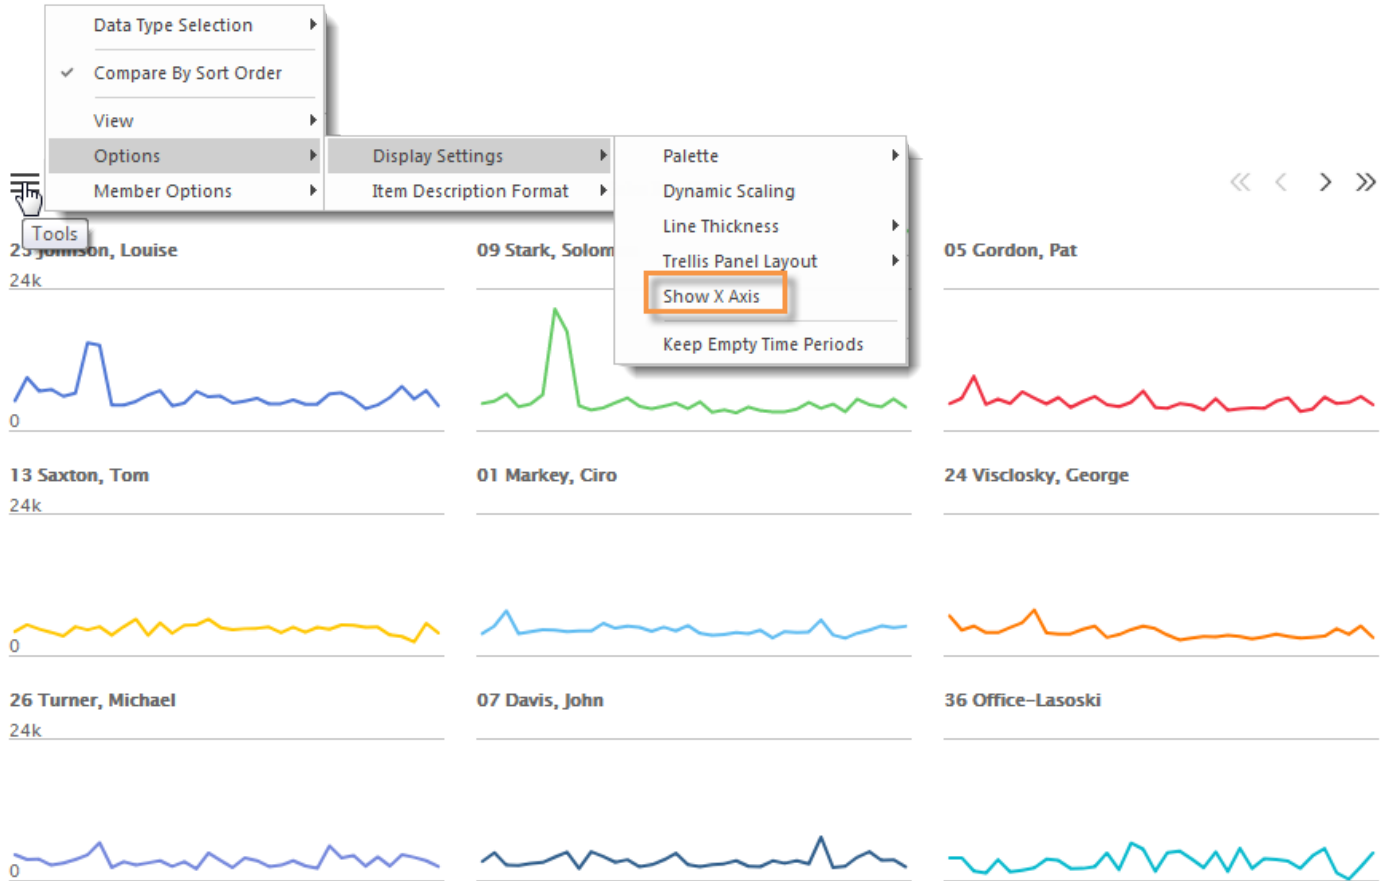 Data Type Selection
Compare By Sort Order
View
Options
Member Options
Display Settings
Item Description Format
Palette
Dynamic Scaling
Line Thickness
Trellis Panel Layout
Show X Axis
Keep Empty Time Periods
Tools
Johnson, Louise
09 Stark, Solom
05 Gordon, Pat
24k
0
13 Saxton, Tom
01 Markey, Ciro
24 Visclosky, George
24k
0
26 Turner, Michael
07 Davis, John
36 Office-Lasoski
24k
0